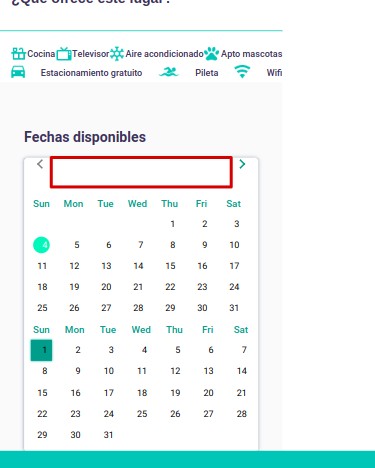 ¿Que ofrece este lugar?
Cocina Televisor Aire acondicionado Apto mascotas
Estacionamiento gratuito Pileta Wifi
Fechas disponibles
Sun Mon Tue Wed Thu Fri Sat
1 2 3
4 5 6 7 8 9 10
11 12 13 14 15 16 17
18 19 20 21 22 23 24
25 26 27 28 29 30 31
Sun Mon Tue Wed Thu Fri Sat
1 2 3 4 5 6 7
8 9 10 11 12 13 14
15 16 17 18 19 20 21
22 23 24 25 26 27 28
29 30 31